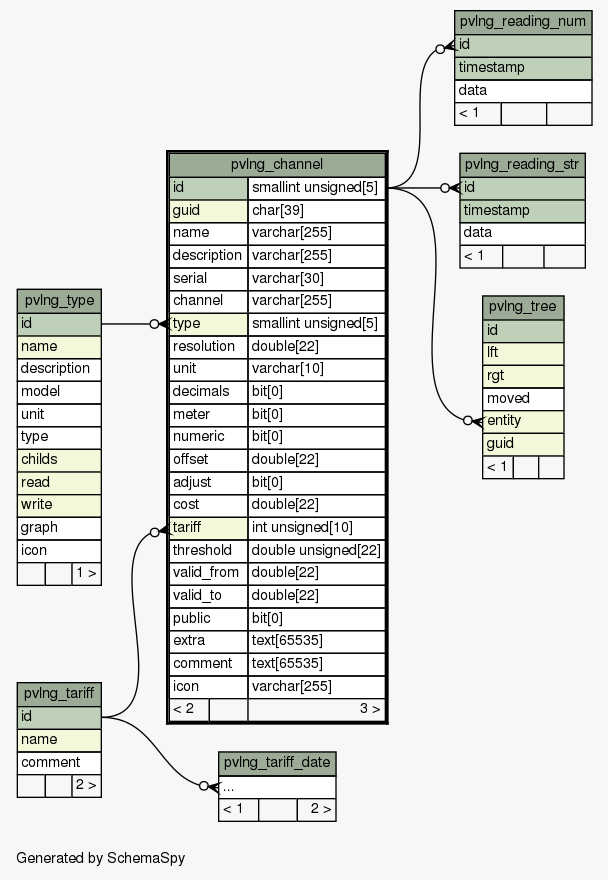 pvlng_reading_num
id
timestamp
data
< 1
pvlng_channel
id smallint unsigned[5]
guid char[39]
name varchar[255]
description varchar[255]
serial varchar[30]
channel varchar[255]
type smallint unsigned[5]
resolution double[22]
unit varchar[10]
decimals bit[0]
meter bit[0]
numeric bit[0]
offset double[22]
adjust bit[0]
cost double[22]
tariff int unsigned[10]
threshold double unsigned[22]
valid_from double[22]
valid_to double[22]
public bit[0]
extra text[65535]
comment text[65535]
icon varchar[255]
< 2 3 >
pvlng_reading_str
id
timestamp
data
< 1
pvlng_type
id
name
description
model
unit
type
childs
read
write
graph
icon
1 >
pvlng_tree
id
lft
rgt
moved
entity
guid
< 1
pvlng_tariff
id
name
comment
2 >
pvlng_tariff_date
...
< 1 2 >
Generated by SchemaSpy